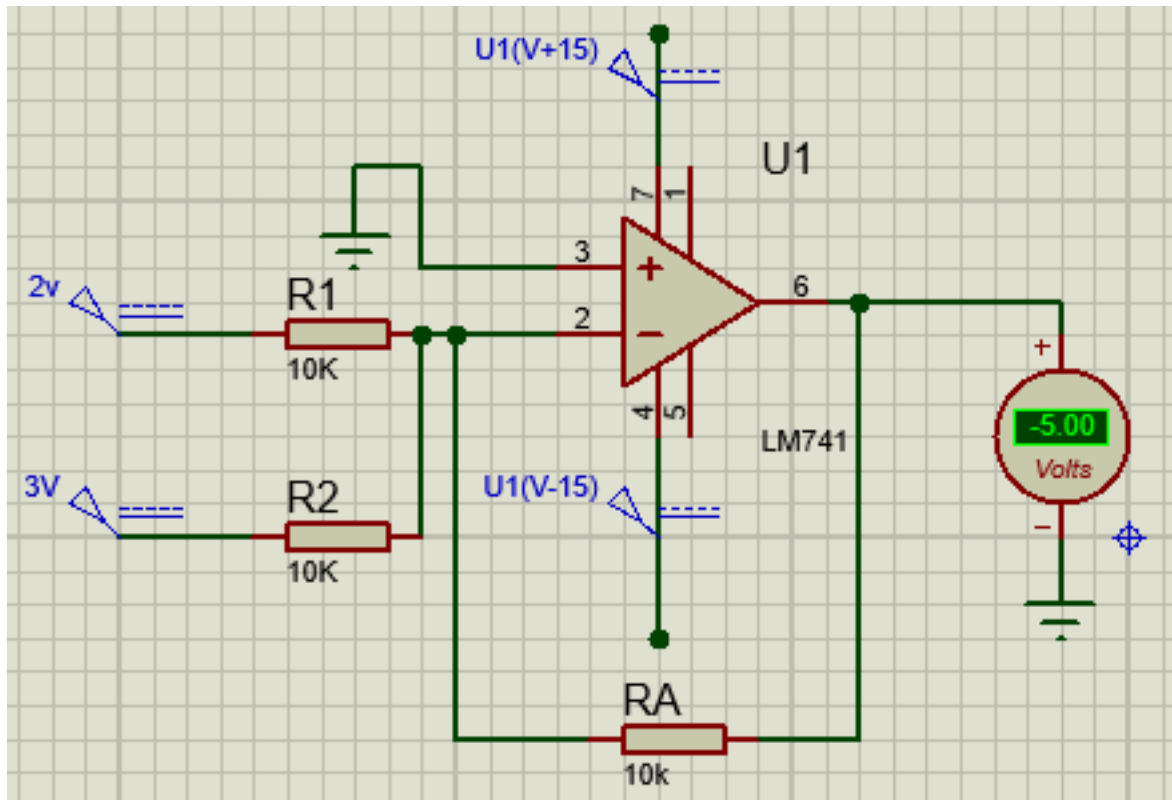 U1(V+15)
U1
7
1
3
+
6
2v
R1
2
−
10K
+
4
5
LM741
-5.00
Volts
3V
R2
U1(V-15)
−
10K
RA
10k